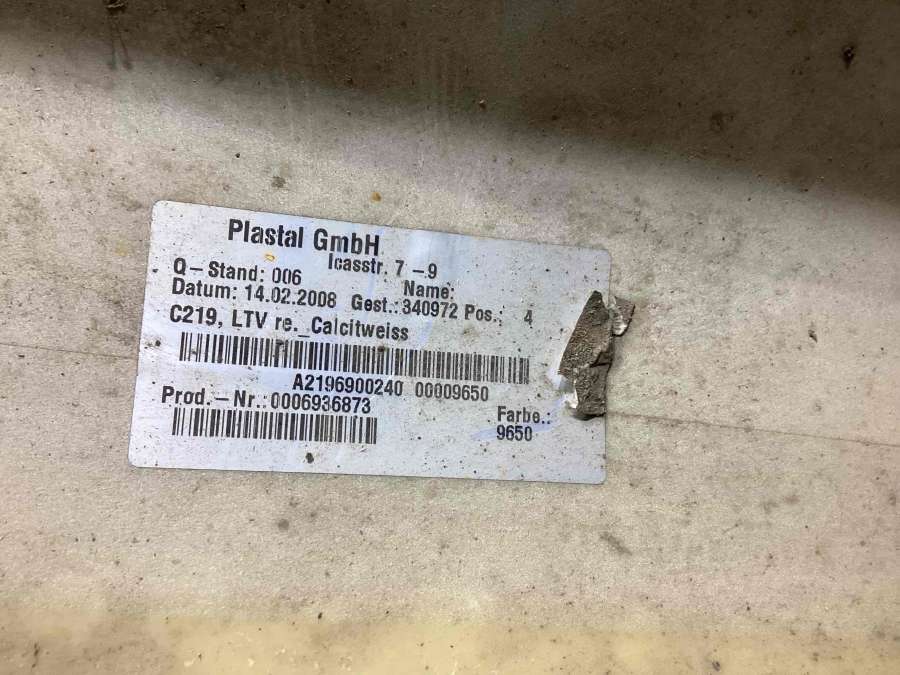 Plastal GmbH
Icasstr. 7 -9
Q-Stand: 006 Name:
Datum: 14.02.2008 Gest.: 340972 Pos.: 4
C219, LTV re._Calcitweiss
A2196900240 00009650
Prod.-Nr.: 0006936873
Farbe.:
9650